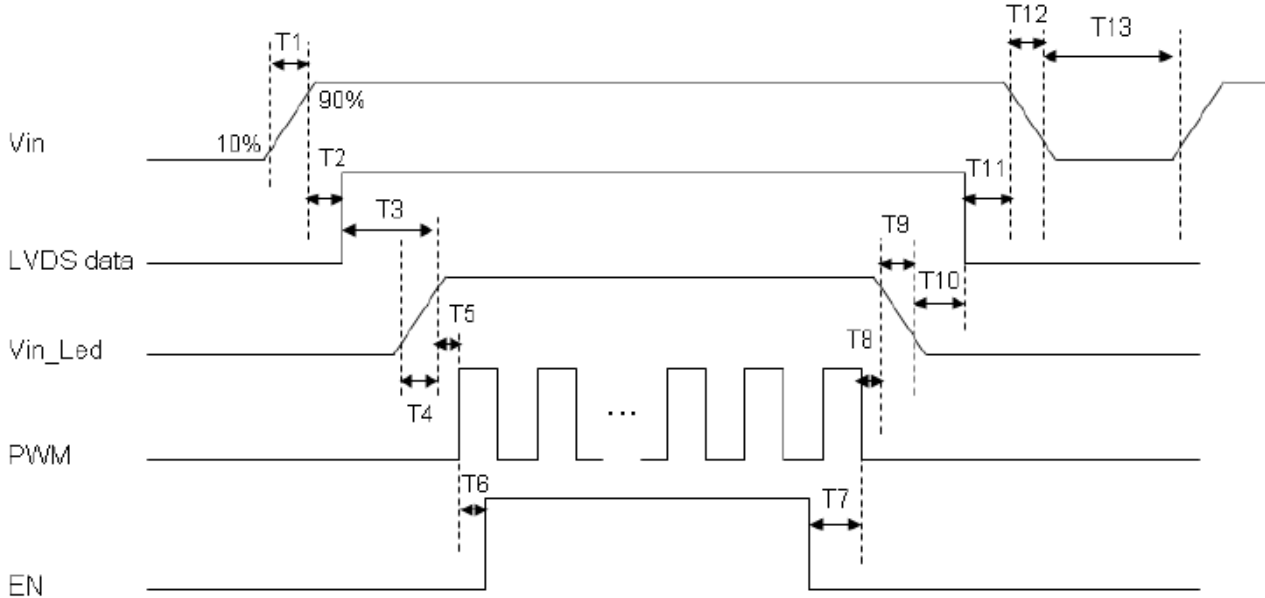 T12
T13
T1
90%
Vin
10%
T2
T11
T3
T9
LVDS data
T10
T5
Vin_Led
T8
T4
...
PWM
T6
T7
EN